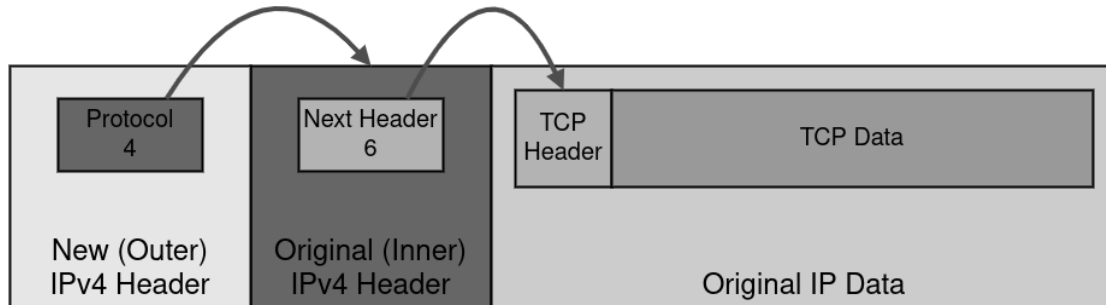 Protocol
4
Next Header
6
TCP
Header
TCP Data
New (Outer)
IPv4 Header
Original (Inner)
IPv4 Header
Original IP Data